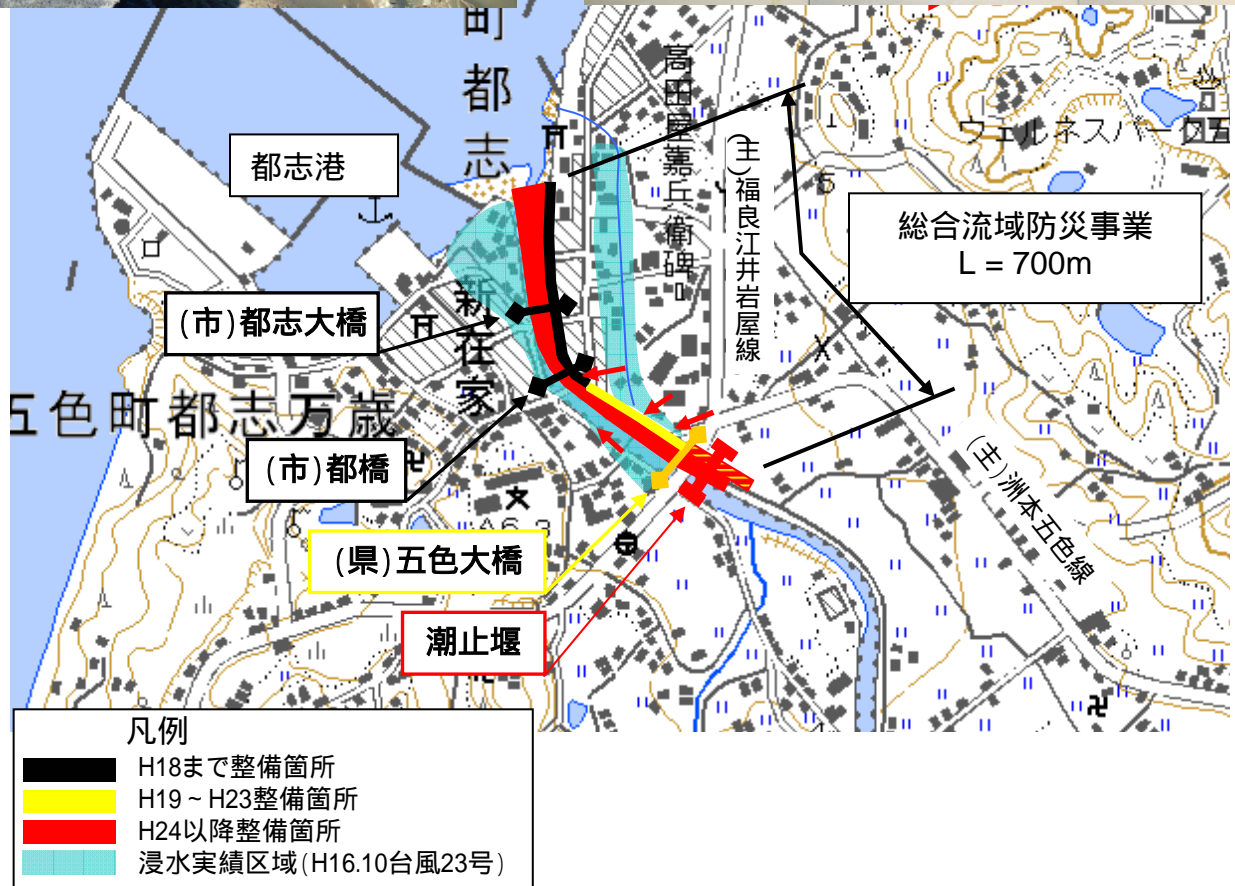 町都志
高田屋嘉兵衛碑
(主)福良江井岩屋線
ウェルネスパーク五
都志港
総合流域防災事業
L = 700m
(市)都志大橋
新在家
五色町都志万歳
(市)都橋
(主)洲本五色線
(県)五色大橋
潮止堰
凡例
H18まで整備箇所
H19~H23整備箇所
H24以降整備箇所
浸水実績区域(H16.10台風23号)